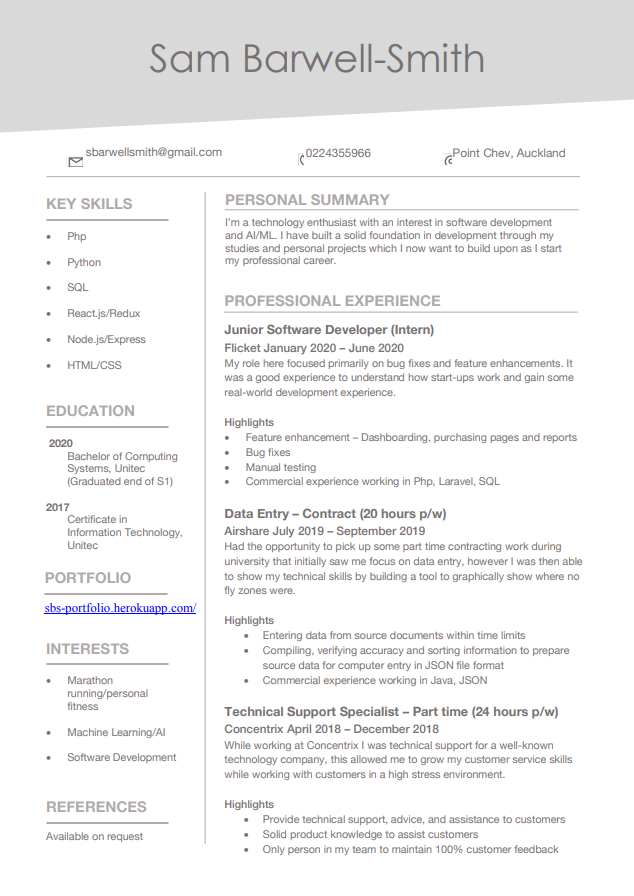 Sam Barwell-Smith
sbarwellsmith@gmail.com
0224355966
Point Chev, Auckland
KEY SKILLS
• Php
• Python
• SQL
• React.js/Redux
• Node.js/Express
• HTML/CSS
EDUCATION
2020
Bachelor of Computing
Systems, Unitec
(Graduated end of S1)
2017
Certificate in
Information Technology,
Unitec
PORTFOLIO
sbs-portfolio.herokuapp.com/
INTERESTS
• Marathon
running/personal
fitness
• Machine Learning/AI
• Software Development
REFERENCES
Available on request
PERSONAL SUMMARY
I'm a technology enthusiast with an interest in software development
and AI/ML. I have built a solid foundation in development through my
studies and personal projects which I now want to build upon as I start
my professional career.
PROFESSIONAL EXPERIENCE
Junior Software Developer (Intern)
Flicket January 2020 – June 2020
My role here focused primarily on bug fixes and feature enhancements. It
was a good experience to understand how start-ups work and gain some
real-world development experience.
Highlights
• Feature enhancement – Dashboarding, purchasing pages and reports
• Bug fixes
• Manual testing
• Commercial experience working in Php, Laravel, SQL
Data Entry – Contract (20 hours p/w)
Airshare July 2019 – September 2019
Had the opportunity to pick up some part time contracting work during
university that initially saw me focus on data entry, however I was then able
to show my technical skills by building a tool to graphically show where no
fly zones were.
Highlights
• Entering data from source documents within time limits
• Compiling, verifying accuracy and sorting information to prepare
source data for computer entry in JSON file format
• Commercial experience working in Java, JSON
Technical Support Specialist – Part time (24 hours p/w)
Concentrix April 2018 – December 2018
While working at Concentrix I was technical support for a well-known
technology company, this allowed me to grow my customer service skills
while working with customers in a high stress environment.
Highlights
• Provide technical support, advice, and assistance to customers
• Solid product knowledge to assist customers
• Only person in my team to maintain 100% customer feedback